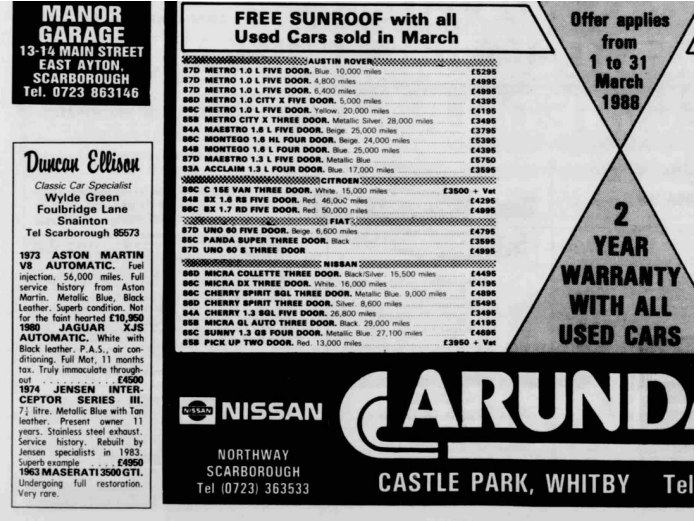 MANOR
GARAGE
13-14 MAIN STREET
EAST AYTON,
SCARBOROUGH
Tel. 0723 863146
Duncan Ellison
Classic Car Specialist
Wylde Green
Foulbridge Lane
Snainton
Tel Scarborough 85573
1973 ASTON MARTIN
V8 AUTOMATIC. Fuel
injection. 56,000 miles. Full
service history from Aston
Martin. Metallic Blue, Black
Leather. Superb condition. Not
for the faint hearted £10,950
1980 JAGUAR XJS
AUTOMATIC. White with
Black leather. P.A.S., air con-
ditioning. Full Mot, 11 months
tax. Truly immaculate through-
out . . . . . . . . . . . . £4500
1974 JENSEN INTER-
CEPTOR SERIES III.
7¼ litre. Metallic Blue with Tan
leather. Present owner 11
years. Stainless steel exhaust.
Service history. Rebuilt by
Jensen specialists in 1983.
Superb example . . . . £4950
1963 MASERATI 3500 GTI.
Undergoing full restoration.
Very rare.
FREE SUNROOF with all
Used Cars sold in March
AUSTIN ROVER
87D METRO 1.0 L FIVE DOOR. Blue. 10,000 miles £5295
87D METRO 1.0 L FIVE DOOR. 4,800 miles £4995
87D METRO 1.0 L FIVE DOOR. 6,400 miles £4995
86D METRO 1.0 CITY X FIVE DOOR. 5,000 miles £4395
86C METRO 1.0 L FIVE DOOR. Yellow. 20,000 miles £4195
85B METRO CITY X THREE DOOR. Metallic Silver. 28,000 miles £3495
84A MAESTRO 1.6 L FIVE DOOR. Beige. 25,000 miles £3795
86C MONTEGO 1.6 HL FOUR DOOR. Beige. 24,000 miles £5395
84B MONTEGO 1.6 L FOUR DOOR. Blue. 25,000 miles £4395
87D MAESTRO 1.3 L FIVE DOOR. Metallic Blue £5750
83A ACCLAIM 1.3 L FOUR DOOR. Blue. 17,000 miles £3595
CITROEN
86C C 15E VAN THREE DOOR. White. 15,000 miles £3500 + Vat
84B BX 1.6 RS FIVE DOOR. Red. 46,000 miles £4295
86C BX 1.7 RD FIVE DOOR. Red. 50,000 miles £4995
FIAT
87D UNO 60 FIVE DOOR. Beige. 6,600 miles £4795
85C PANDA SUPER THREE DOOR. Black £3595
87D UNO 60 S THREE DOOR £4995
NISSAN
86D MICRA COLLETTE THREE DOOR. Black/Silver. 15,500 miles £4495
86C MICRA DX THREE DOOR. White. 16,000 miles £4195
86C CHERRY SPIRIT SGL THREE DOOR. Metallic Blue. 9,000 miles £4895
86D CHERRY SPIRIT THREE DOOR. Silver. 8,600 miles £5485
84A CHERRY 1.3 SGL FIVE DOOR. 26,800 miles £3495
85B MICRA GL AUTO THREE DOOR. Black. 29,000 miles £4195
85C SUNNY 1.3 GS FOUR DOOR. Metallic Blue. 27,100 miles £4695
85B PICK UP TWO DOOR. Red. 13,000 miles £3950 + Vat
Offer applies
from
1 to 31
March
1988
2
YEAR
WARRANTY
WITH ALL
USED CARS
NISSAN NISSAN
NORTHWAY
SCARBOROUGH
Tel (0723) 363533
ARUNDA
CASTLE PARK, WHITBY Tel